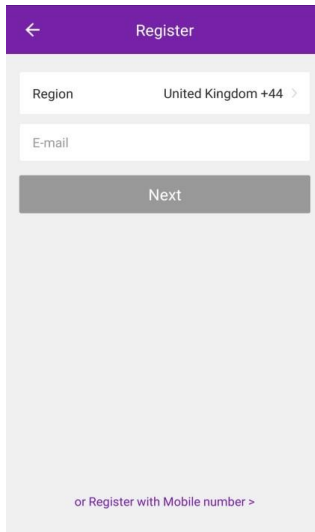 Register
Region United Kingdom +44 >
E-mail
Next
or Register with Mobile number >